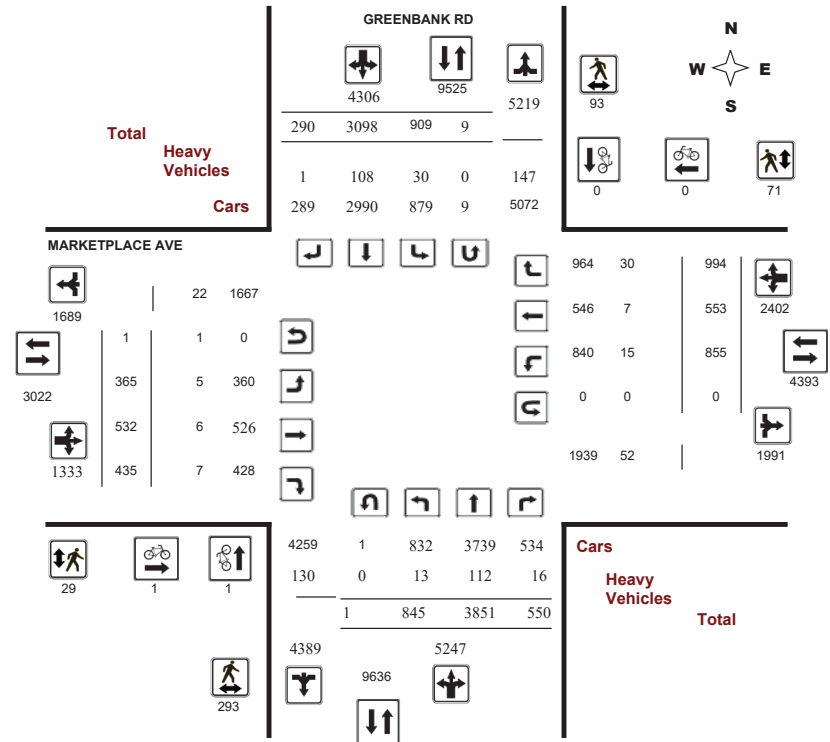 GREENBANK RD
N
W E
S
4306 9525 5219 93
290 3098 909 9
Total
Heavy
Vehicles
1 108 30 0 147
0 0 71
Cars
289 2990 879 9 5072
MARKETPLACE AVE
1689
22 1667
964 30 994
2402
1 1 0
546 7 553
3022
365 5 360
840 15 855
4393
0 0 0
1333
532 6 526
1939 52
1991
435 7 428
29 1 1
4259 1 832 3739 534
130 0 13 112 16
1 845 3851 550
Cars
Heavy
Vehicles
Total
4389 9636 5247
293